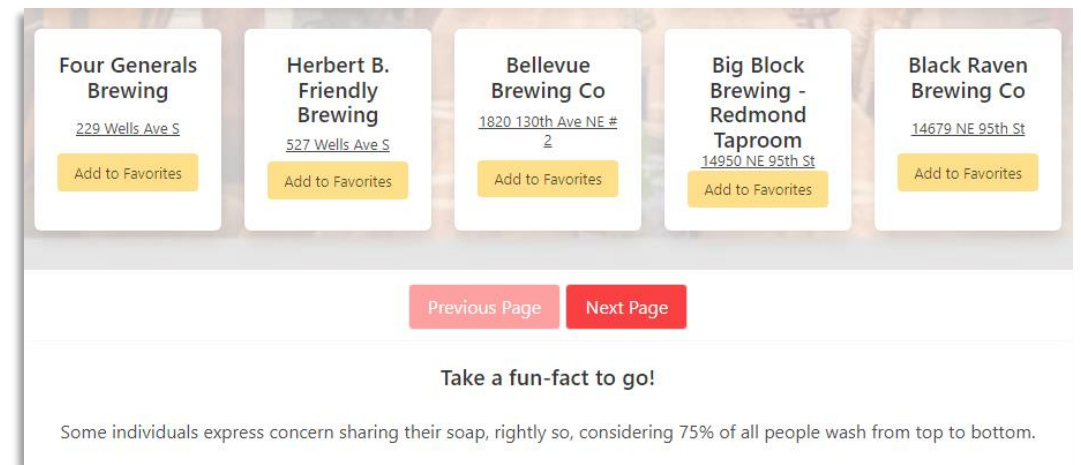 Four Generals
Brewing
229 Wells Ave S
Add to Favorites
Herbert B.
Friendly
Brewing
527 Wells Ave S
Add to Favorites
Bellevue
Brewing Co
1820 130th Ave NE #
2
Add to Favorites
Big Block
Brewing -
Redmond
Taproom
14950 NE 95th St
Add to Favorites
Black Raven
Brewing Co
14679 NE 95th St
Add to Favorites
Previous Page
Next Page
Take a fun-fact to go!
Some individuals express concern sharing their soap, rightly so, considering 75% of all people wash from top to bottom.